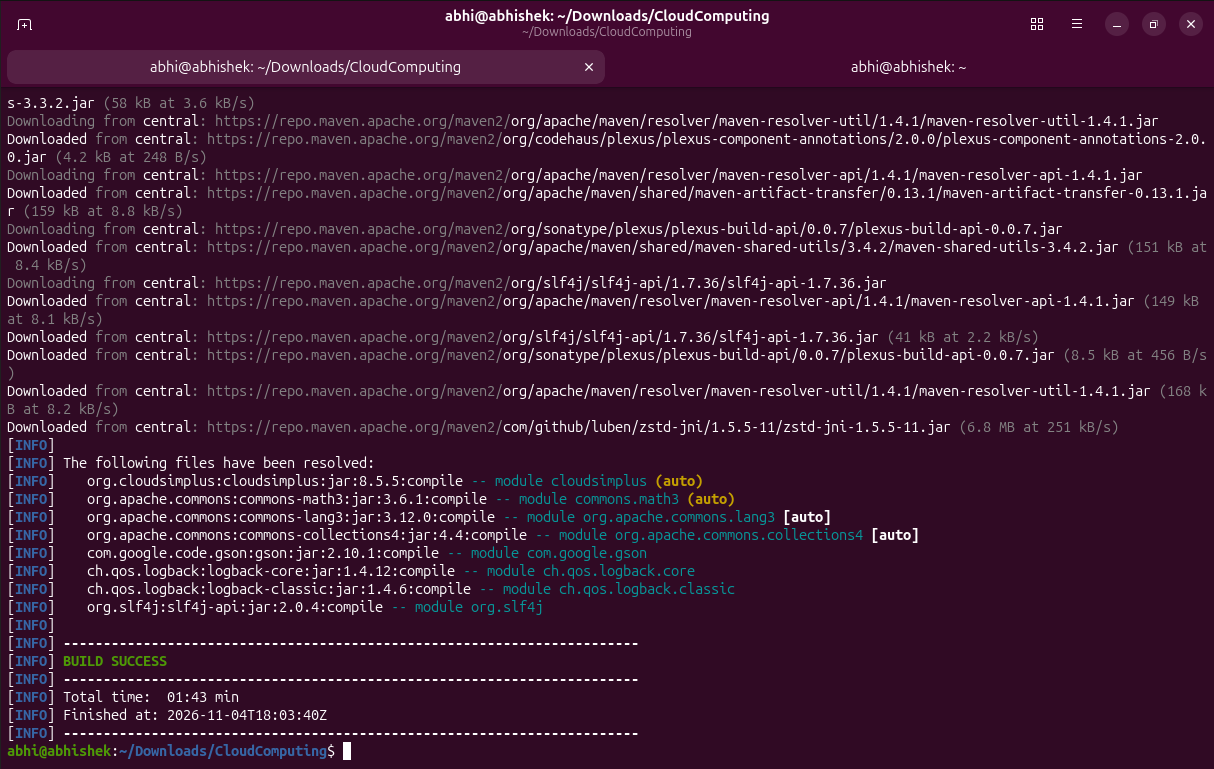 abhi@abhishek: ~/Downloads/CloudComputing
~/Downloads/CloudComputing
abhi@abhishek: ~/Downloads/CloudComputing
abhi@abhishek: ~
s-3.3.2.jar (58 kB at 3.6 kB/s)
Downloading from central: https://repo.maven.apache.org/maven2/org/apache/maven/resolver/maven-resolver-util/1.4.1/maven-resolver-util-1.4.1.jar
Downloaded from central: https://repo.maven.apache.org/maven2/org/codehaus/plexus/plexus-component-annotations/2.0.0/plexus-component-annotations-2.0.
0.jar (4.2 kB at 248 B/s)
Downloading from central: https://repo.maven.apache.org/maven2/org/apache/maven/resolver/maven-resolver-api/1.4.1/maven-resolver-api-1.4.1.jar
Downloaded from central: https://repo.maven.apache.org/maven2/org/apache/maven/shared/maven-artifact-transfer/0.13.1/maven-artifact-transfer-0.13.1.ja
r (159 kB at 8.8 kB/s)
Downloading from central: https://repo.maven.apache.org/maven2/org/sonatype/plexus/plexus-build-api/0.0.7/plexus-build-api-0.0.7.jar
Downloaded from central: https://repo.maven.apache.org/maven2/org/apache/maven/shared/maven-shared-utils/3.4.2/maven-shared-utils-3.4.2.jar (151 kB at
 8.4 kB/s)
Downloading from central: https://repo.maven.apache.org/maven2/org/slf4j/slf4j-api/1.7.36/slf4j-api-1.7.36.jar
Downloaded from central: https://repo.maven.apache.org/maven2/org/apache/maven/resolver/maven-resolver-api/1.4.1/maven-resolver-api-1.4.1.jar (149 kB
at 8.1 kB/s)
Downloaded from central: https://repo.maven.apache.org/maven2/org/slf4j/slf4j-api/1.7.36/slf4j-api-1.7.36.jar (41 kB at 2.2 kB/s)
Downloaded from central: https://repo.maven.apache.org/maven2/org/sonatype/plexus/plexus-build-api/0.0.7/plexus-build-api-0.0.7.jar (8.5 kB at 456 B/s
)
Downloaded from central: https://repo.maven.apache.org/maven2/org/apache/maven/resolver/maven-resolver-util/1.4.1/maven-resolver-util-1.4.1.jar (168 k
B at 8.2 kB/s)
Downloaded from central: https://repo.maven.apache.org/maven2/com/github/luben/zstd-jni/1.5.5-11/zstd-jni-1.5.5-11.jar (6.8 MB at 251 kB/s)
[INFO]
[INFO] The following files have been resolved:
[INFO]    org.cloudsimplus:cloudsimplus:jar:8.5.5:compile -- module cloudsimplus (auto)
[INFO]    org.apache.commons:commons-math3:jar:3.6.1:compile -- module commons.math3 (auto)
[INFO]    org.apache.commons:commons-lang3:jar:3.12.0:compile -- module org.apache.commons.lang3 [auto]
[INFO]    org.apache.commons:commons-collections4:jar:4.4:compile -- module org.apache.commons.collections4 [auto]
[INFO]    com.google.code.gson:gson:jar:2.10.1:compile -- module com.google.gson
[INFO]    ch.qos.logback:logback-core:jar:1.4.12:compile -- module ch.qos.logback.core
[INFO]    ch.qos.logback:logback-classic:jar:1.4.6:compile -- module ch.qos.logback.classic
[INFO]    org.slf4j:slf4j-api:jar:2.0.4:compile -- module org.slf4j
[INFO]
[INFO] ------------------------------------------------------------------------
[INFO] BUILD SUCCESS
[INFO] ------------------------------------------------------------------------
[INFO] Total time:  01:43 min
[INFO] Finished at: 2026-11-04T18:03:40Z
[INFO] ------------------------------------------------------------------------
abhi@abhishek:~/Downloads/CloudComputing$